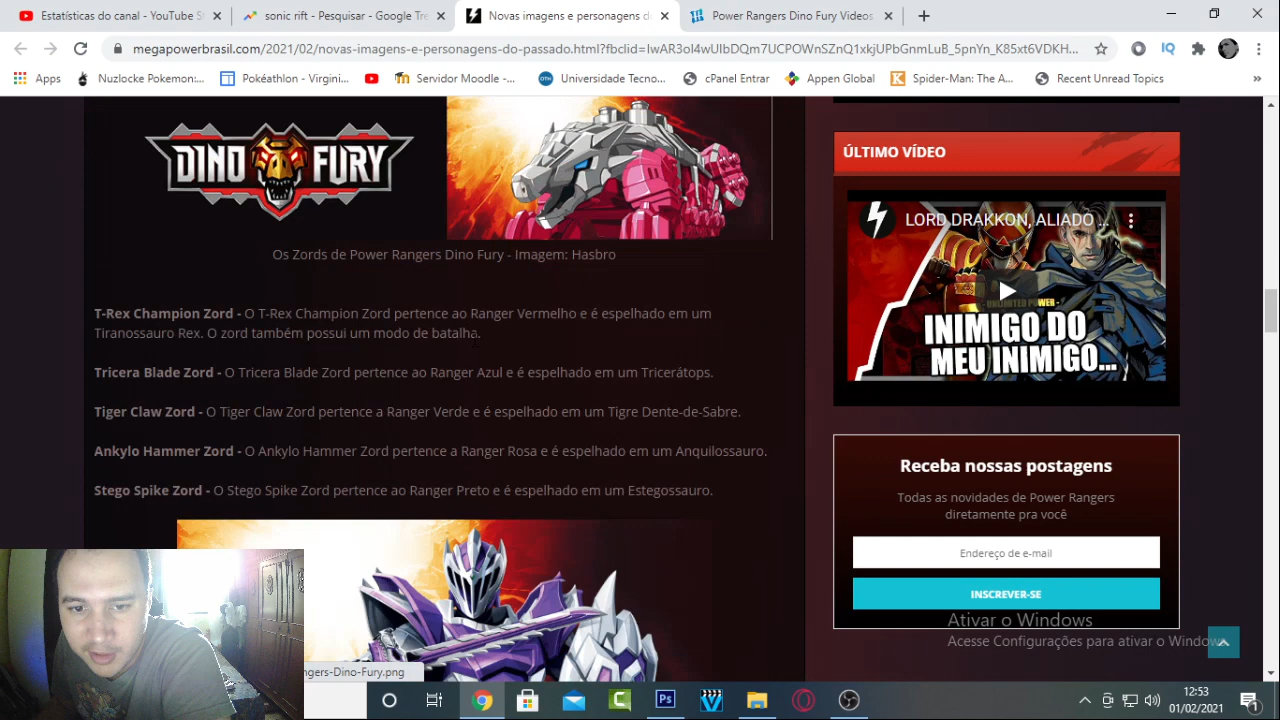 Estatísticas do canal - YouTube S
sonic rift - Pesquisar - Google Tre
Novas imagens e personagens d
Power Rangers Dino Fury Videos
megapowerbrasil.com/2021/02/novas-imagens-e-personagens-do-passado.html?fbclid=IwAR3ol4wUIbDQm7UCPOWnSZnQ1xkjUPbGnmLuB_5pnYn_K85xt6VDKH...
Apps
Nuzlocke Pokemon:...
Pokéathlon - Virgini...
Servidor Moodle -...
Universidade Tecno...
cPanel Entrar
Appen Global
Spider-Man: The A...
Recent Unread Topics
»
DINO FURY
Os Zords de Power Rangers Dino Fury - Imagem: Hasbro
T-Rex Champion Zord - O T-Rex Champion Zord pertence ao Ranger Vermelho e é espelhado em um
Tiranossauro Rex. O zord também possui um modo de batalha.
Tricera Blade Zord - O Tricera Blade Zord pertence ao Ranger Azul e é espelhado em um Tricerátops.
Tiger Claw Zord - O Tiger Claw Zord pertence a Ranger Verde e é espelhado em um Tigre Dente-de-Sabre.
Ankylo Hammer Zord - O Ankylo Hammer Zord pertence a Ranger Rosa e é espelhado em um Anquilossauro.
Stego Spike Zord - O Stego Spike Zord pertence ao Ranger Preto e é espelhado em um Estegossauro.
ÚLTIMO VÍDEO
LORD DRAKKON, ALIADO ...
UNLIMITED POWER
INIMIGO DO
MEU INIMIGO...
Receba nossas postagens
Todas as novidades de Power Rangers
diretamente pra você
Endereço de e-mail
INSCREVER-SE
Ativar o Windows
Acesse Configurações para ativar o Windows
ngers-Dino-Fury.png
Ps
12:53
01/02/2021
1